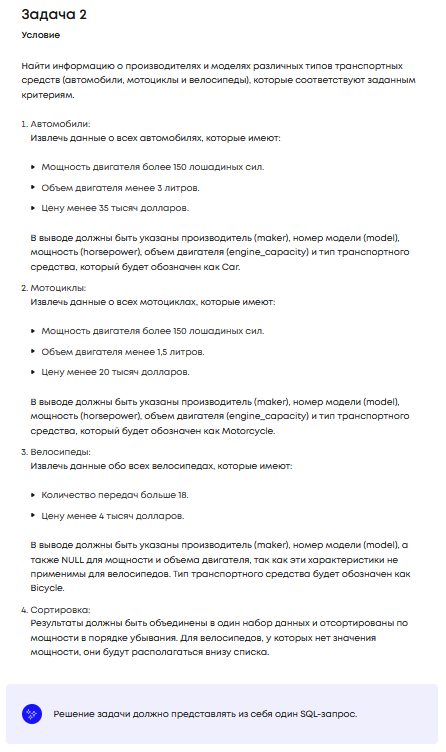 Задача 2
Условие
Найти информацию о производителях и моделях различных типов транспортных
средств (автомобили, мотоциклы и велосипеды), которые соответствуют заданным
критериям.
1. Автомобили:
Извлечь данные о всех автомобилях, которые имеют:
▸ Мощность двигателя более 150 лошадиных сил.
▸ Объем двигателя менее 3 литров.
▸ Цену менее 35 тысяч долларов.
В выводе должны быть указаны производитель (maker), номер модели (model),
мощность (horsepower), объем двигателя (engine_capacity) и тип транспортного
средства, который будет обозначен как Car.
2. Мотоциклы:
Извлечь данные о всех мотоциклах, которые имеют:
▸ Мощность двигателя более 150 лошадиных сил.
▸ Объем двигателя менее 1,5 литров.
▸ Цену менее 20 тысяч долларов.
В выводе должны быть указаны производитель (maker), номер модели (model),
мощность (horsepower), объем двигателя (engine_capacity) и тип транспортного
средства, который будет обозначен как Motorcycle.
3. Велосипеды:
Извлечь данные обо всех велосипедах, которые имеют:
▸ Количество передач больше 18.
▸ Цену менее 4 тысяч долларов.
В выводе должны быть указаны производитель (maker), номер модели (model), а
также NULL для мощности и объема двигателя, так как эти характеристики не
применимы для велосипедов. Тип транспортного средства будет обозначен как
Bicycle.
4. Сортировка:
Результаты должны быть объединены в один набор данных и отсортированы по
мощности в порядке убывания. Для велосипедов, у которых нет значения
мощности, они будут располагаться внизу списка.
Решение задачи должно представлять из себя один SQL-запрос.